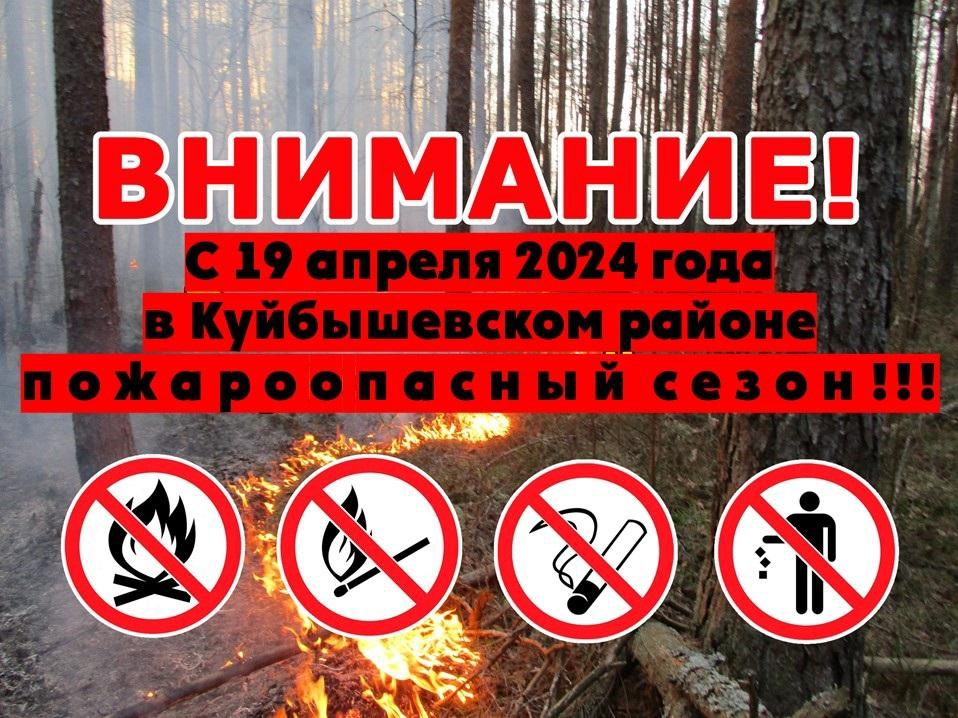 ВНИМАНИЕ!
С 19 апреля 2024 года
в Куйбышевском районе
пожароопасный сезон!!!